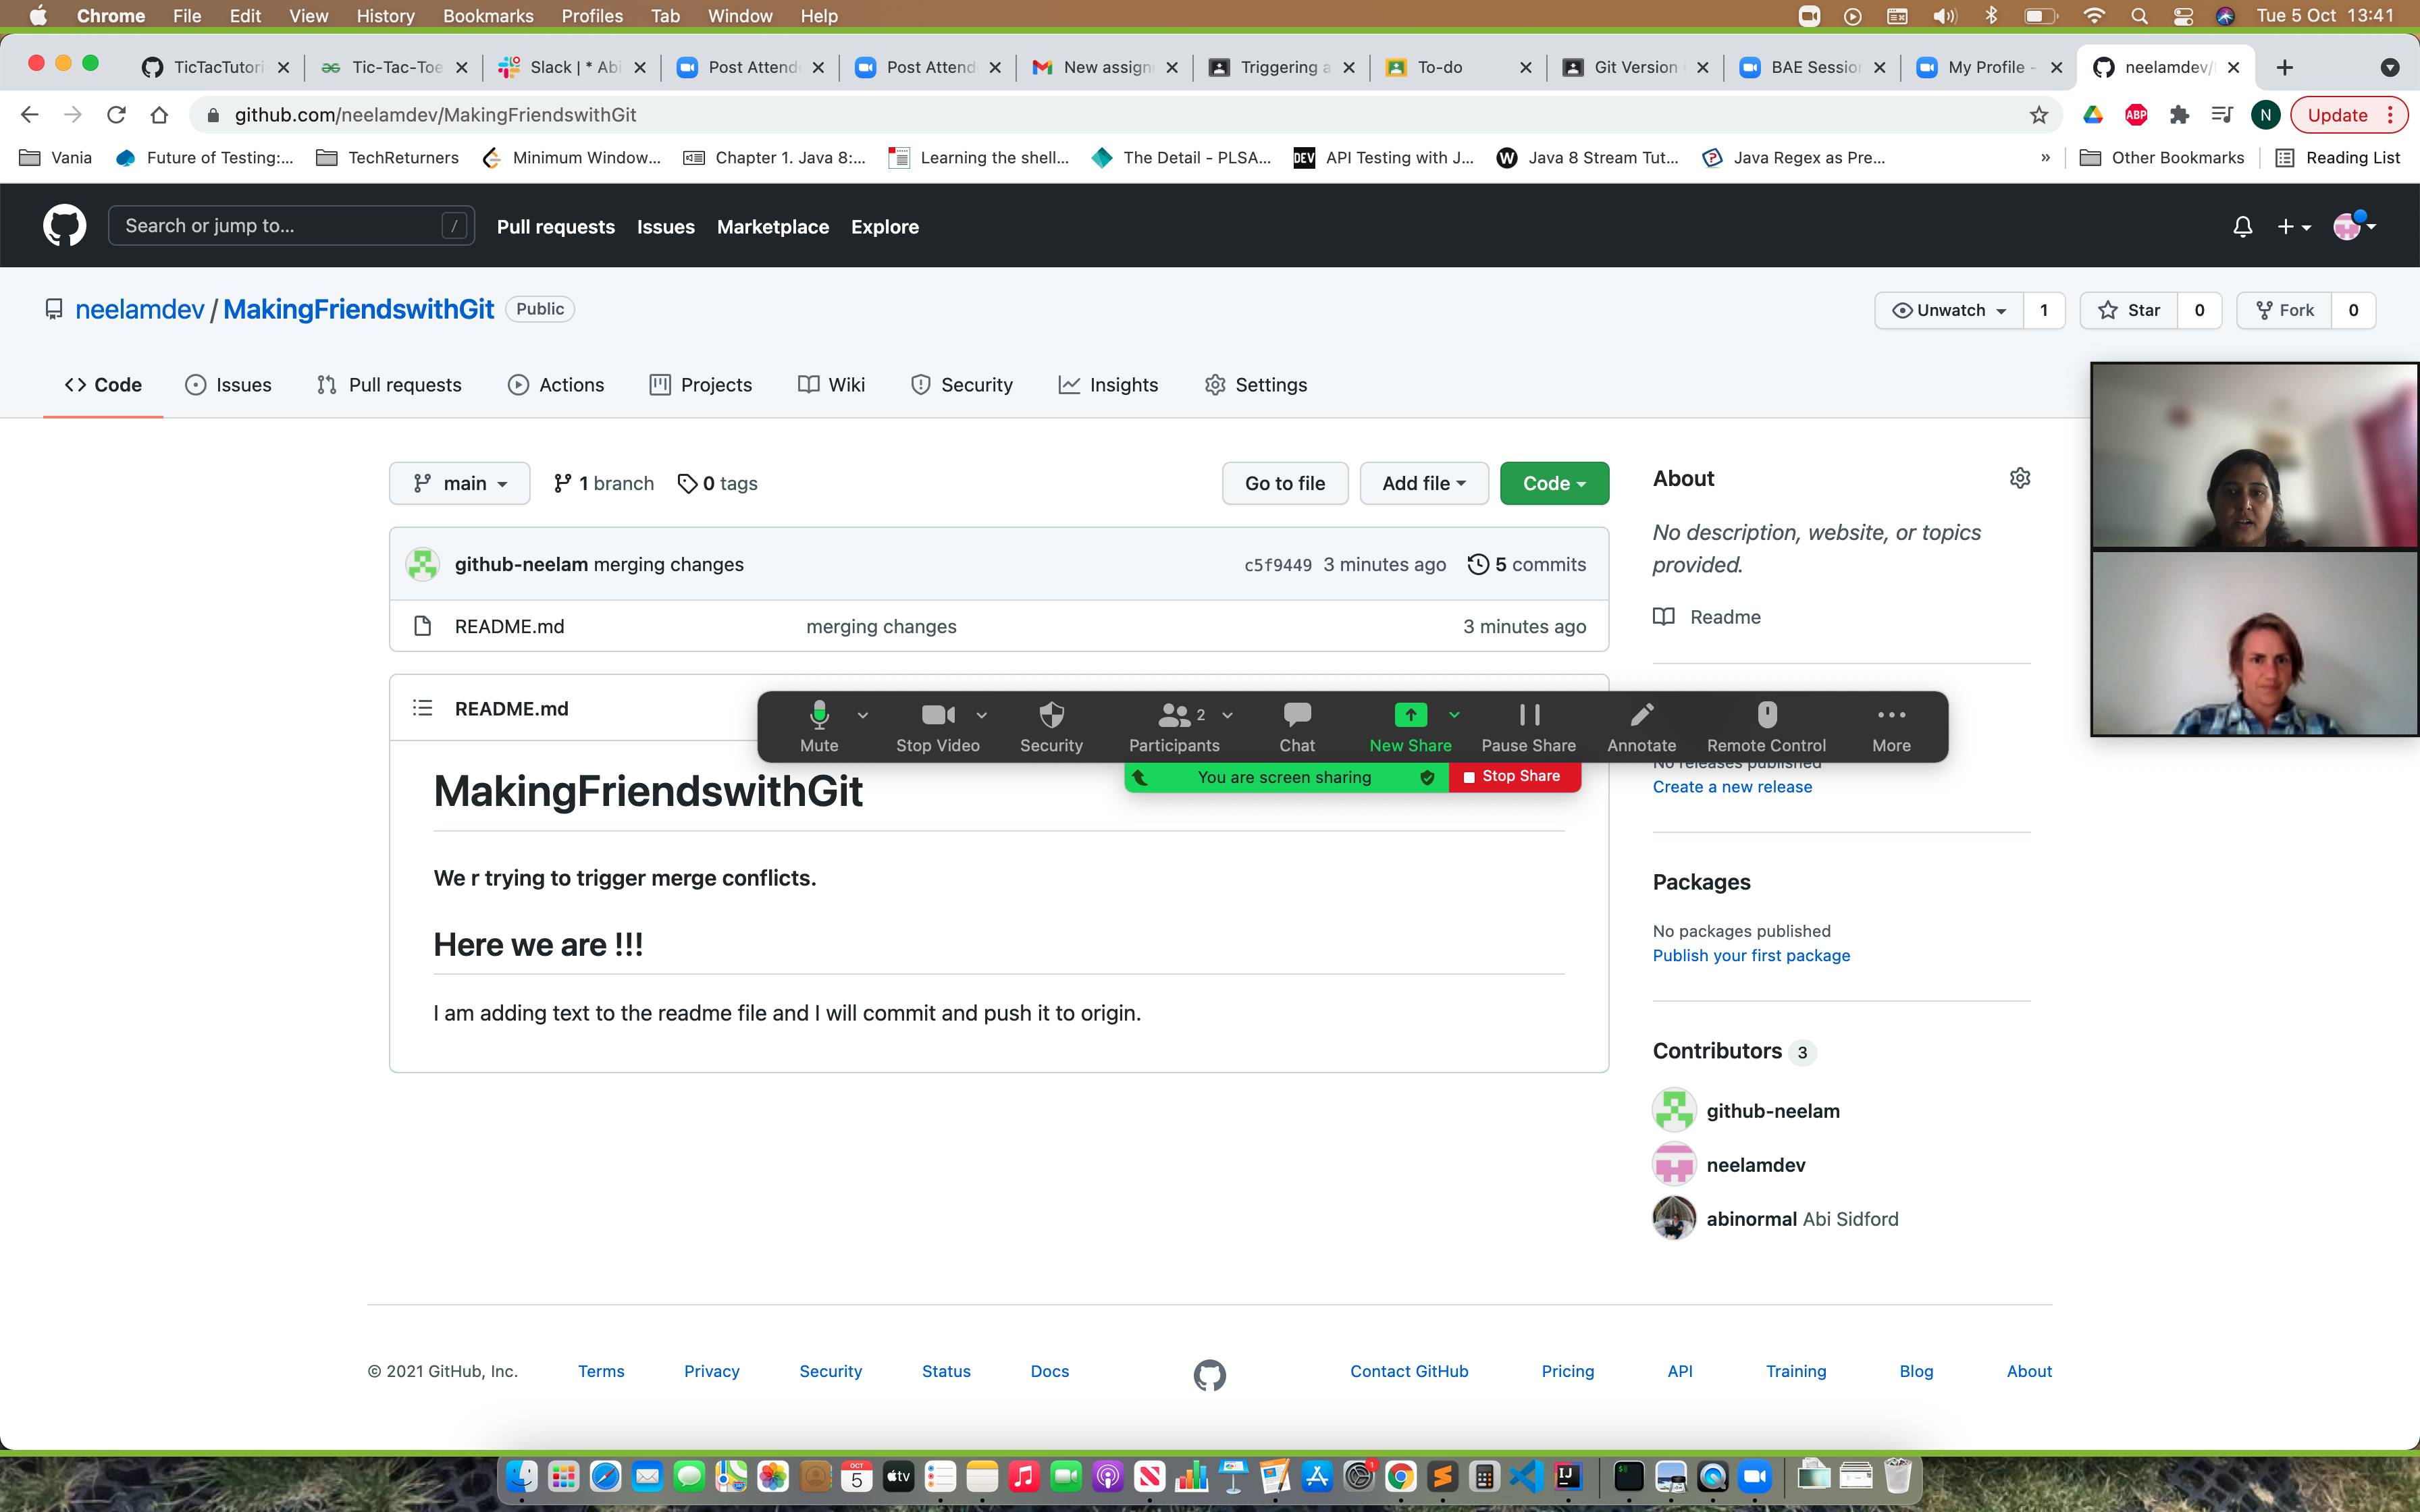 Chrome File Edit View History Bookmarks Profiles Tab Window Help Tue 5 Oct 13:41
TicTacTutori Tic-Tac-Toe Slack | * Abi Post Attend Post Attend New assign Triggering a To-do Git Version BAE Session My Profile - neelamdev/
github.com/neelamdev/MakingFriendswithGit ABP N Update
Vania Future of Testing:... TechReturners Minimum Window... Chapter 1. Java 8:... Learning the shell... The Detail - PLSA... DEV API Testing with J... W Java 8 Stream Tut... Java Regex as Pre... » Other Bookmarks Reading List
Search or jump to... / Pull requests Issues Marketplace Explore
neelamdev / MakingFriendswithGit Public Unwatch 1 Star 0 Fork 0
Code Issues Pull requests Actions Projects Wiki Security Insights Settings
main 1 branch 0 tags Go to file Add file Code
github-neelam merging changes c5f9449 3 minutes ago 5 commits
README.md merging changes 3 minutes ago
README.md
MakingFriendswithGit
We r trying to trigger merge conflicts.
Here we are !!!
I am adding text to the readme file and I will commit and push it to origin.
About
No description, website, or topics
provided.
Readme
2
Mute Stop Video Security Participants Chat New Share Pause Share Annotate Remote Control More
You are screen sharing Stop Share
No releases published
Create a new release
Packages
No packages published
Publish your first package
Contributors 3
github-neelam
neelamdev
abinormal Abi Sidford
© 2021 GitHub, Inc. Terms Privacy Security Status Docs Contact GitHub Pricing API Training Blog About
OCT
5
tv
1
IJ